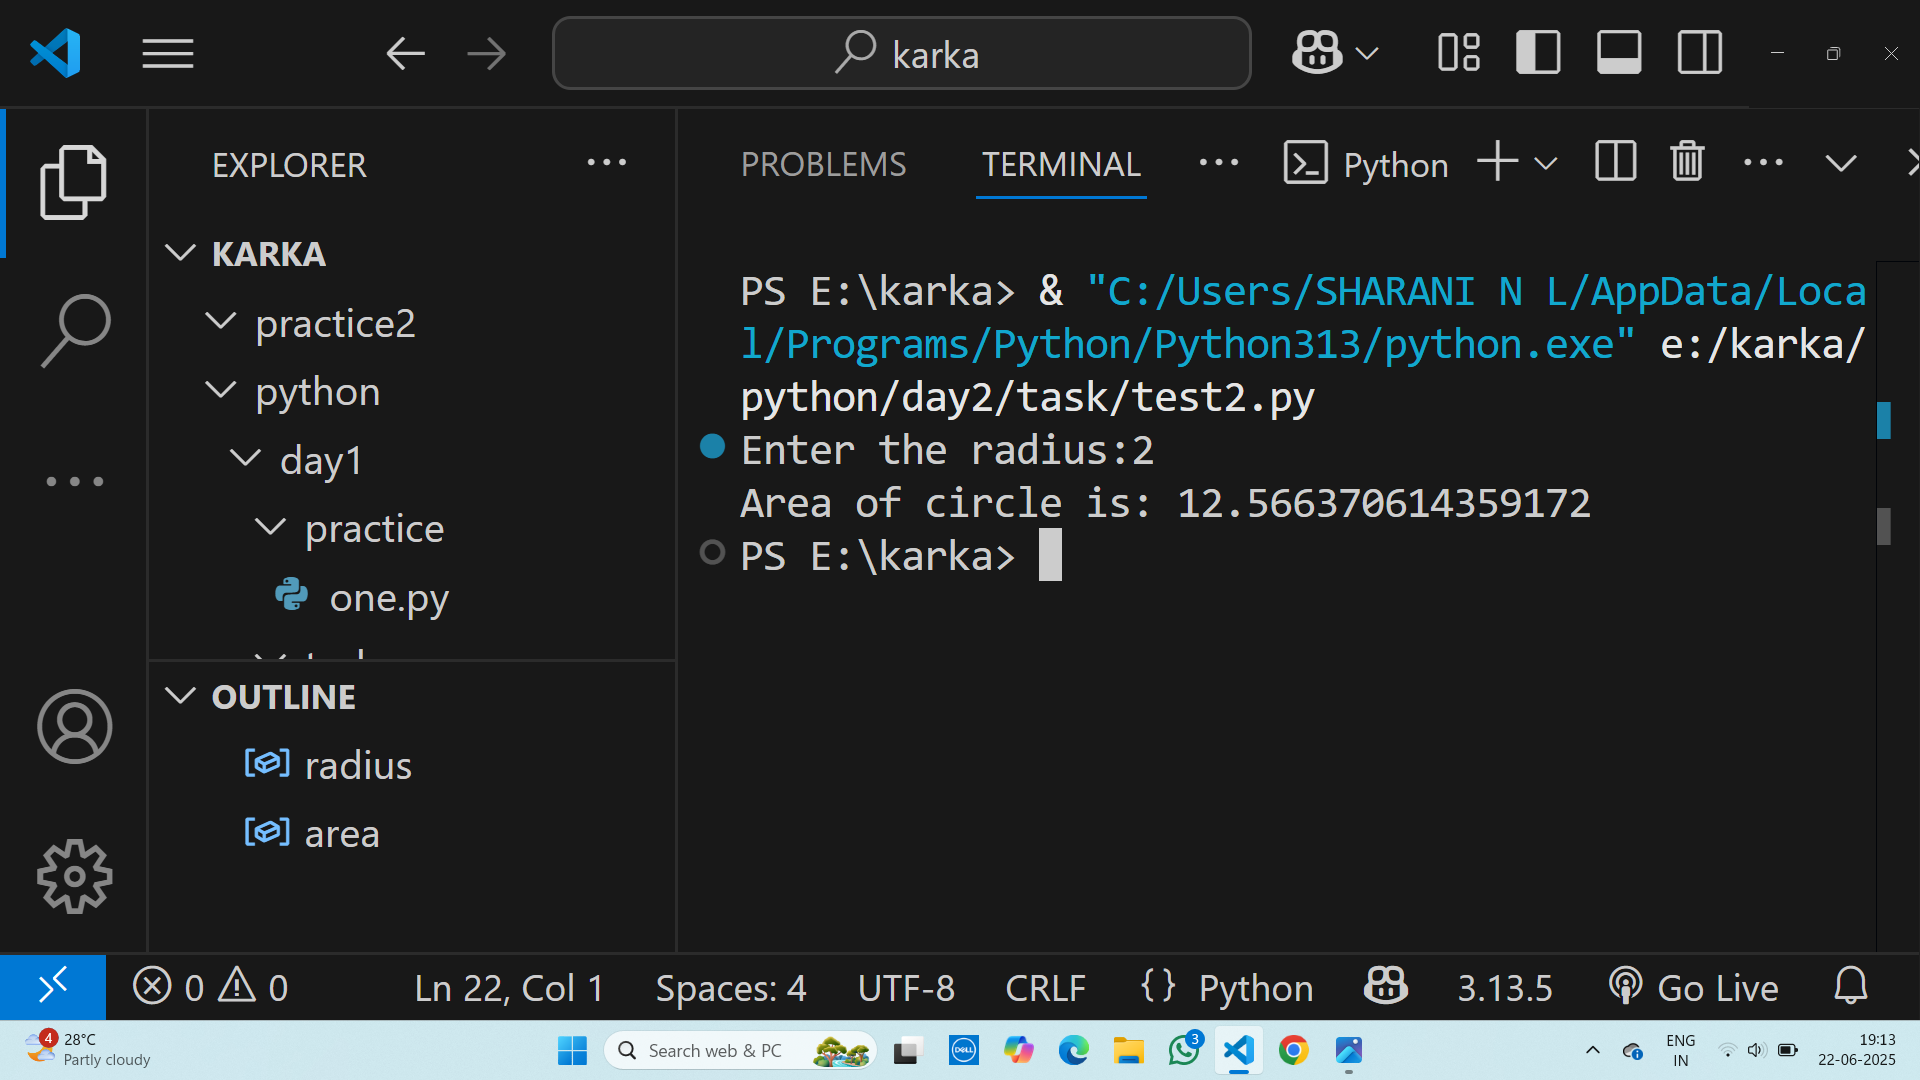 karka
EXPLORER
KARKA
practice2
python
day1
practice
one.py
OUTLINE
radius
area
PROBLEMS
TERMINAL
Python
PS E:\karka> & "C:/Users/SHARANI N L/AppData/Loca
l/Programs/Python/Python313/python.exe" e:/karka/
python/day2/task/test2.py
Enter the radius:2
Area of circle is: 12.566370614359172
PS E:\karka>
0 0 Ln 22, Col 1 Spaces: 4 UTF-8 CRLF {} Python 3.13.5 Go Live
4
28°C
Partly cloudy
Search web & PC
DELL
3
ENG
IN
19:13
22-06-2025